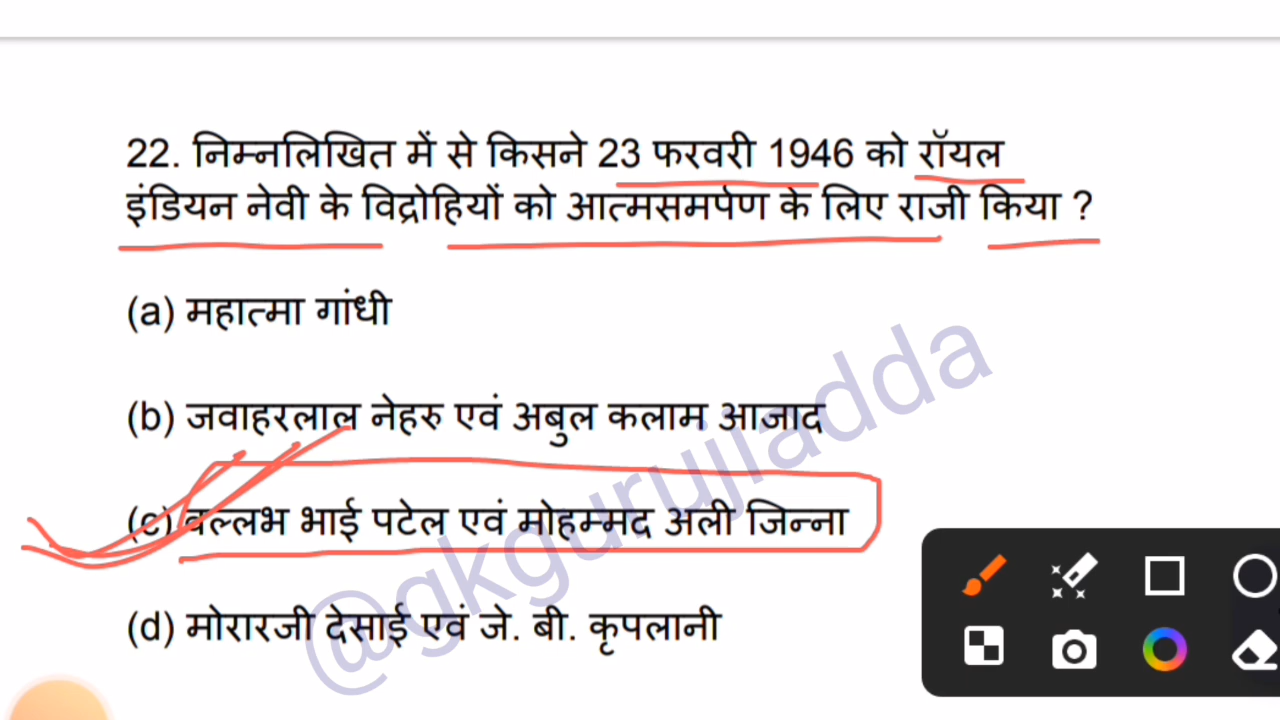 22. निम्नलिखित में से किसने 23 फरवरी 1946 को रॉयल
इंडियन नेवी के विद्रोहियों को आत्मसमर्पण के लिए राजी किया ?
(a) महात्मा गांधी
(b) जवाहरलाल नेहरु एवं अबुल कलाम आजाद
(c) वल्लभ भाई पटेल एवं मोहम्मद अली जिन्ना
(d) मोरारजी देसाई एवं जे. बी. कृपलानी
@gkgurujiadda